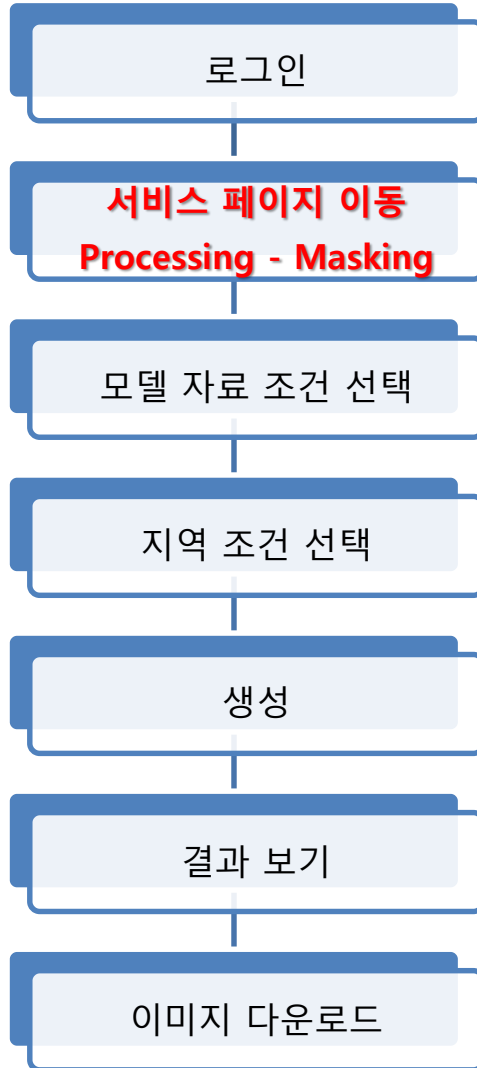 로그인
서비스 페이지 이동
Processing - Masking
모델 자료 조건 선택
지역 조건 선택
생성
결과 보기
이미지 다운로드